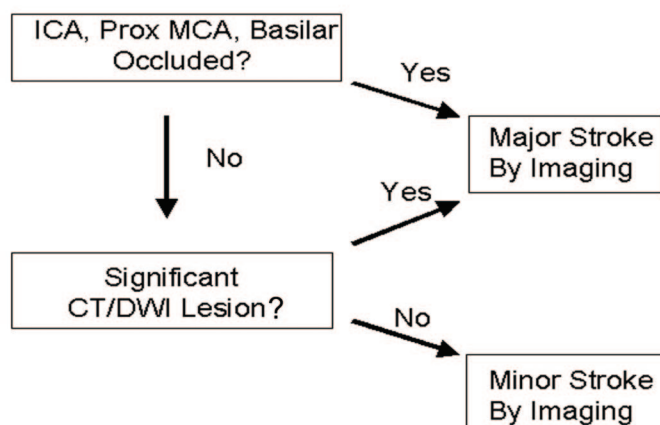 ICA, Prox MCA, Basilar
Occluded?
Yes
Major Stroke
By Imaging
No
Yes
Significant
CT/DWI Lesion?
No
Minor Stroke
By Imaging